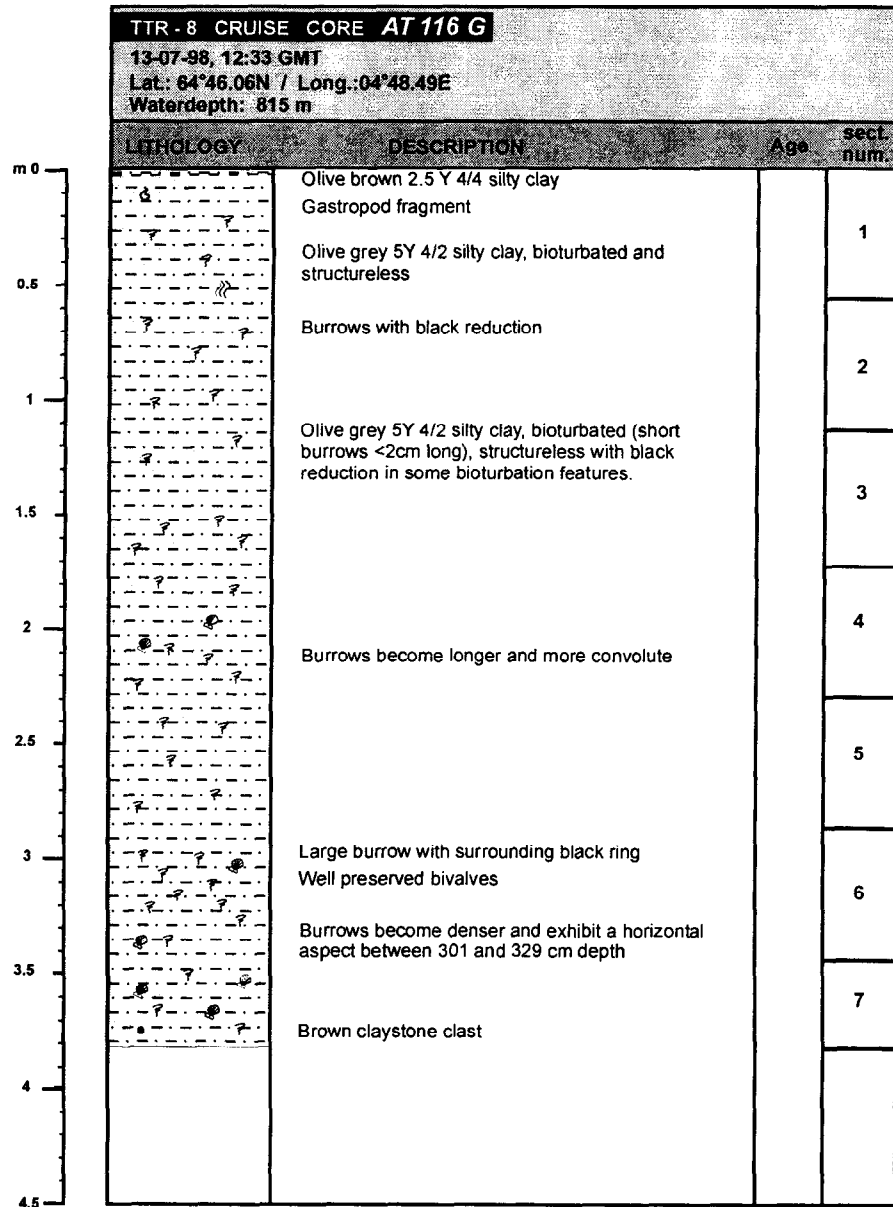 TTR - 8 CRUISE CORE AT 116 G
13-07-98, 12:33 GMT
Lat.: 64°46.06N / Long.:04°48.49E
Waterdepth: 815 m
LITHOLOGY DESCRIPTION Age sect. num.
m 0
Olive brown 2.5 Y 4/4 silty clay
Gastropod fragment
1
Olive grey 5Y 4/2 silty clay, bioturbated and
structureless
0.5
Burrows with black reduction
2
1
Olive grey 5Y 4/2 silty clay, bioturbated (short
burrows <2cm long), structureless with black
reduction in some bioturbation features.
3
1.5
4
2
Burrows become longer and more convolute
2.5
5
3
Large burrow with surrounding black ring
Well preserved bivalves
6
Burrows become denser and exhibit a horizontal
aspect between 301 and 329 cm depth
3.5
7
Brown claystone clast
4
4.5